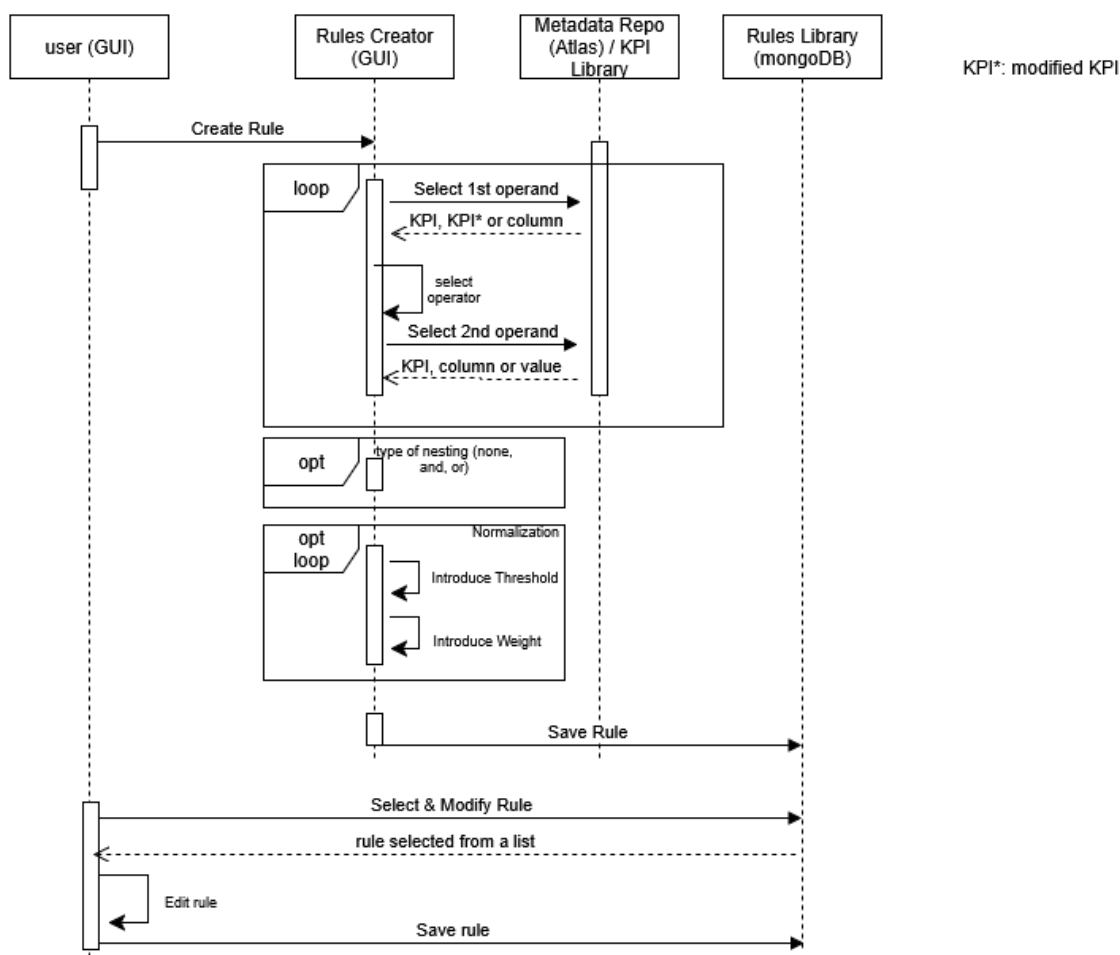 user (GUI)
Rules Creator
(GUI)
Metadata Repo
(Atlas) / KPI
Library
Rules Library
(mongoDB)
KPI*: modified KPI
Create Rule
loop
Select 1st operand
KPI, KPI* or column
select
operator
Select 2nd operand
KPI, column or value
opt
type of nesting (none,
and, or)
opt
loop
Normalization
Introduce Threshold
Introduce Weight
Save Rule
Select & Modify Rule
rule selected from a list
Edit rule
Save rule